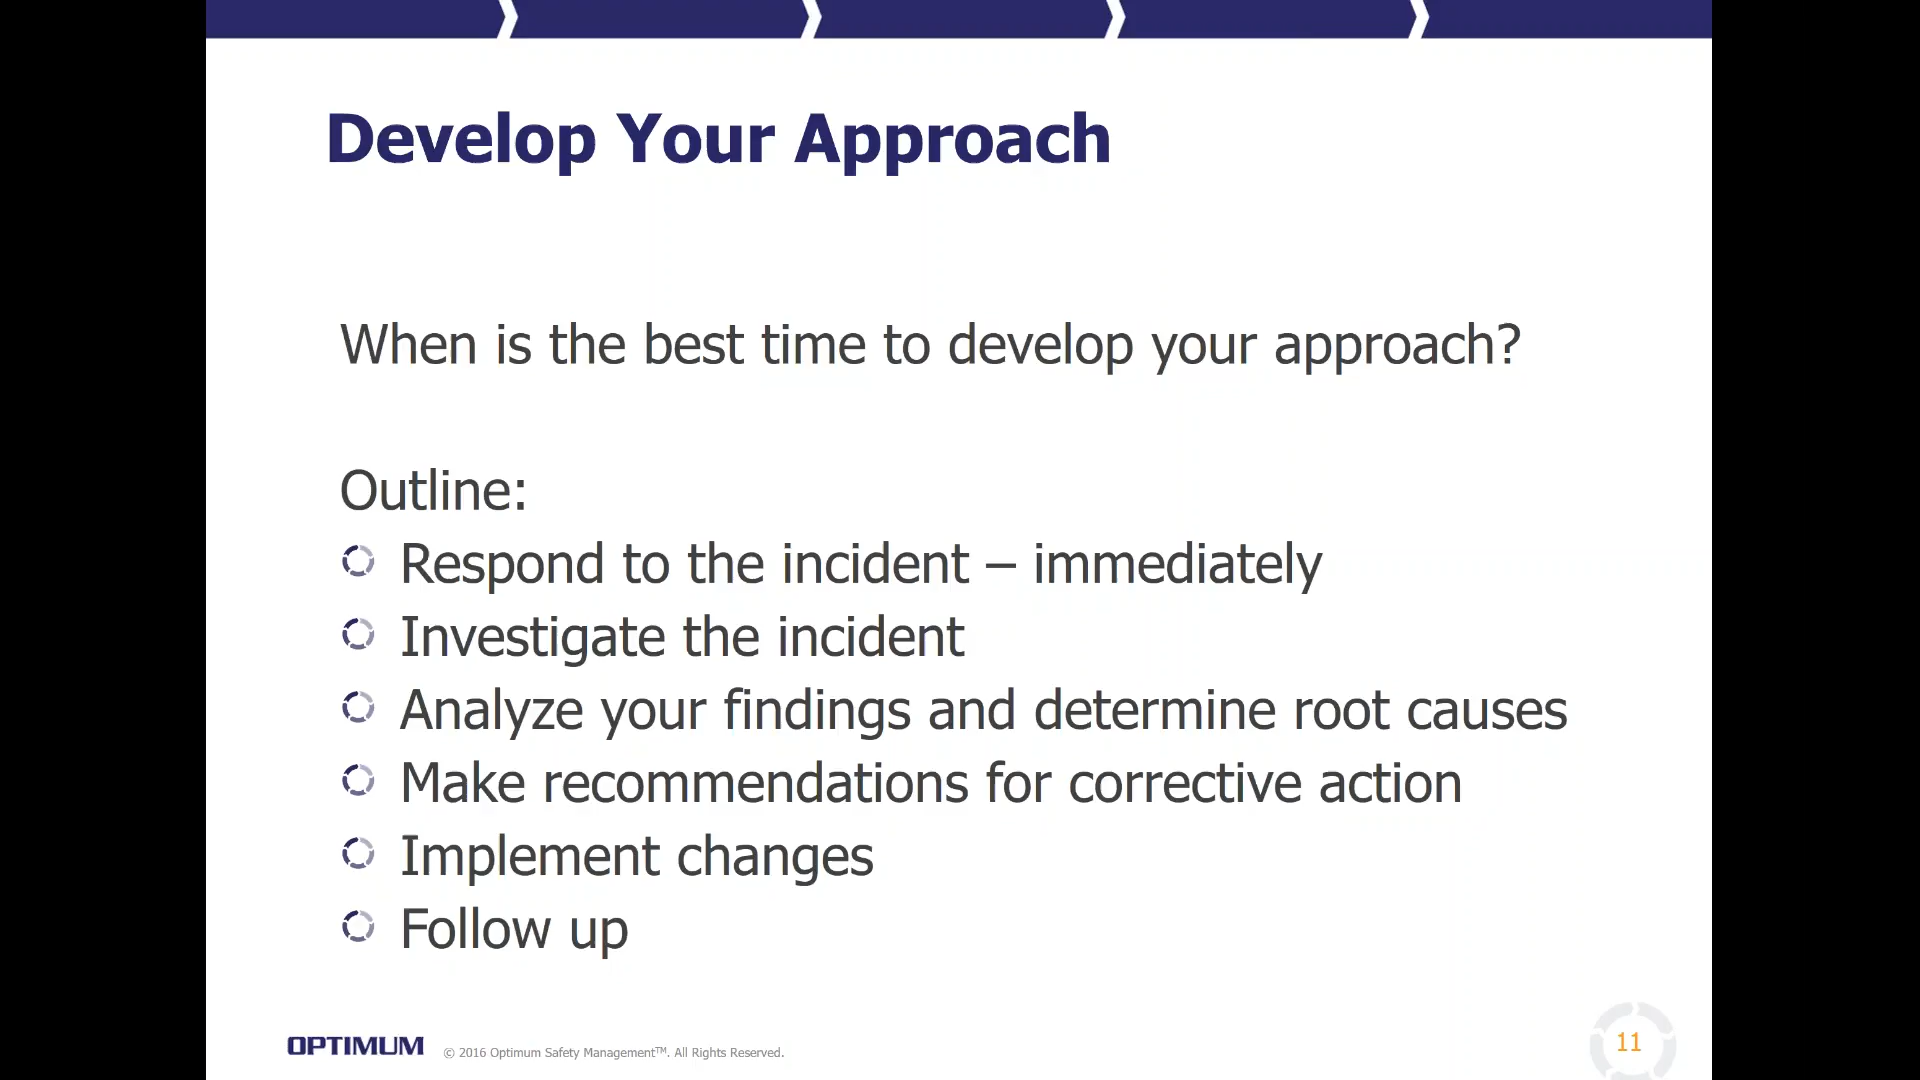 Develop Your Approach
When is the best time to develop your approach?
Outline:
Respond to the incident – immediately
Investigate the incident
Analyze your findings and determine root causes
Make recommendations for corrective action
Implement changes
Follow up
OPTIMUM © 2016 Optimum Safety Management™. All Rights Reserved.
11